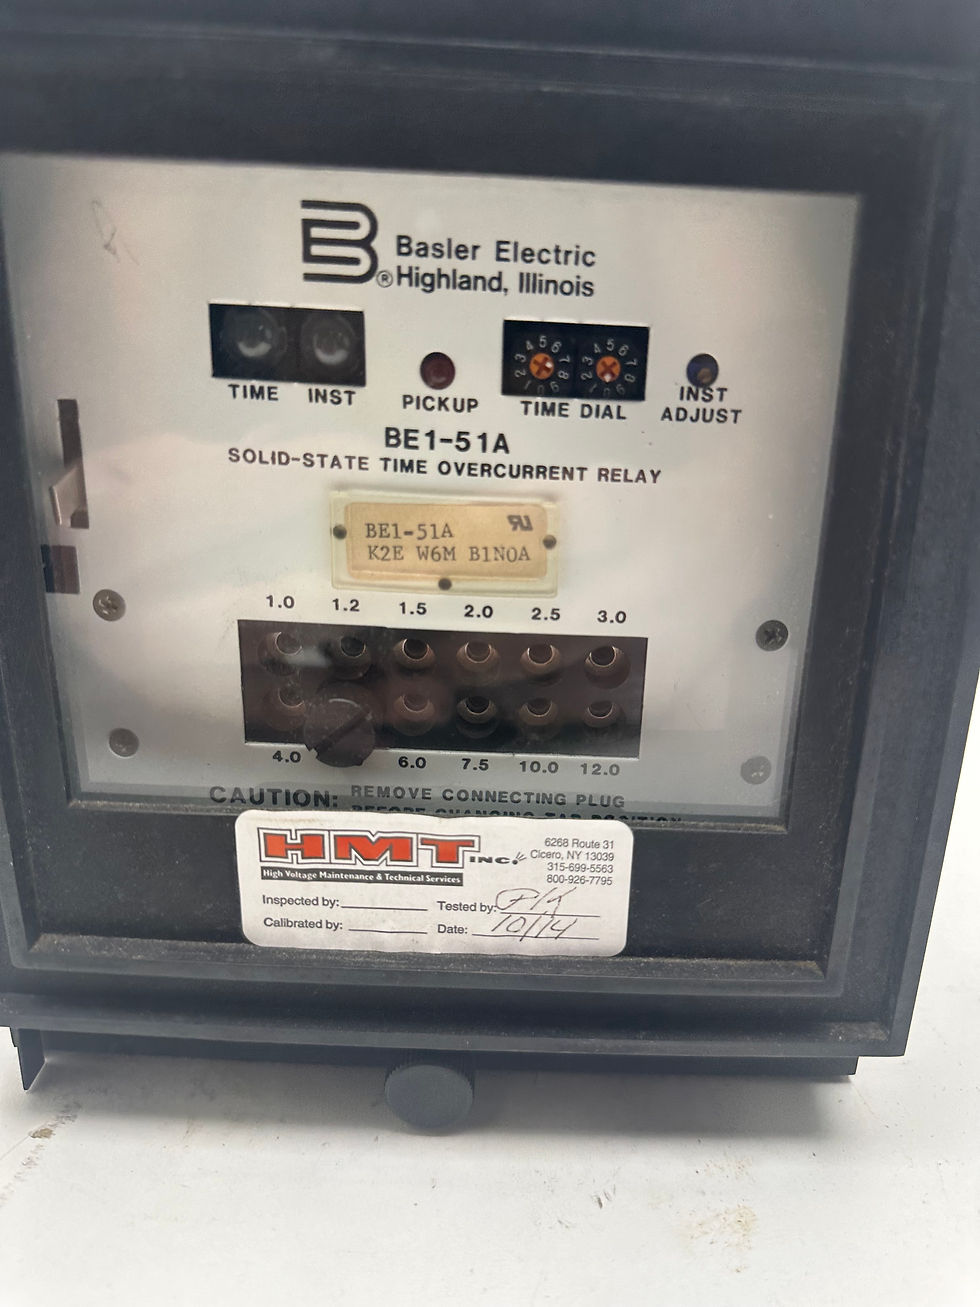 B
® Basler Electric
Highland, Illinois
TIME INST
PICKUP
TIME DIAL
INST
ADJUST
BE1-51A
SOLID-STATE TIME OVERCURRENT RELAY
BE1-51A
K2E W6M B1N0A
1.0 1.2 1.5 2.0 2.5 3.0
4.0 6.0 7.5 10.0 12.0
CAUTION: REMOVE CONNECTING PLUG
BEFORE CHANGING TAP POSITION
HMT INC.
High Voltage Maintenance & Technical Services
6268 Route 31
Cicero, NY 13039
315-699-5563
800-926-7795
Inspected by: Tested by:
Calibrated by: Date: 10/14